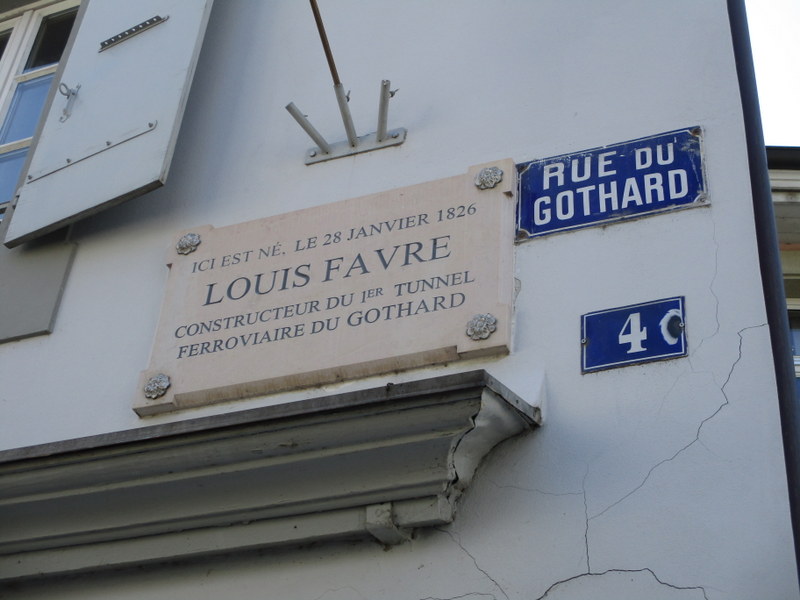 ICI EST NÉ, LE 28 JANVIER 1826
LOUIS FAVRE
CONSTRUCTEUR DU 1ER TUNNEL
FERROVIAIRE DU GOTHARD
RUE DU
GOTHARD
4